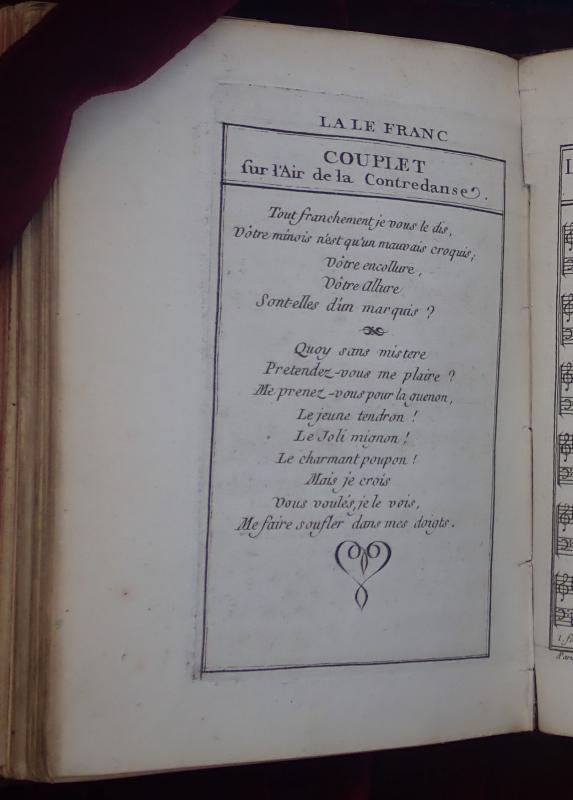 LA LE FRANC
COUPLET
sur l'Air de la Contredanse.
Tout franchement je vous le dis,
Vôtre minois n'est qu'un mauvais croquis;
Vôtre encollure,
Vôtre Allure
Sont-elles d'un marquis ?
Quoy sans mistere
Pretendez-vous me plaire ?
Me prenez-vous pour la guenon,
Le jeune tendron !
Le Joli mignon !
Le charmant poupon !
Mais je crois
Vous voulés, je le vois,
Me faire soufler dans mes doigts.